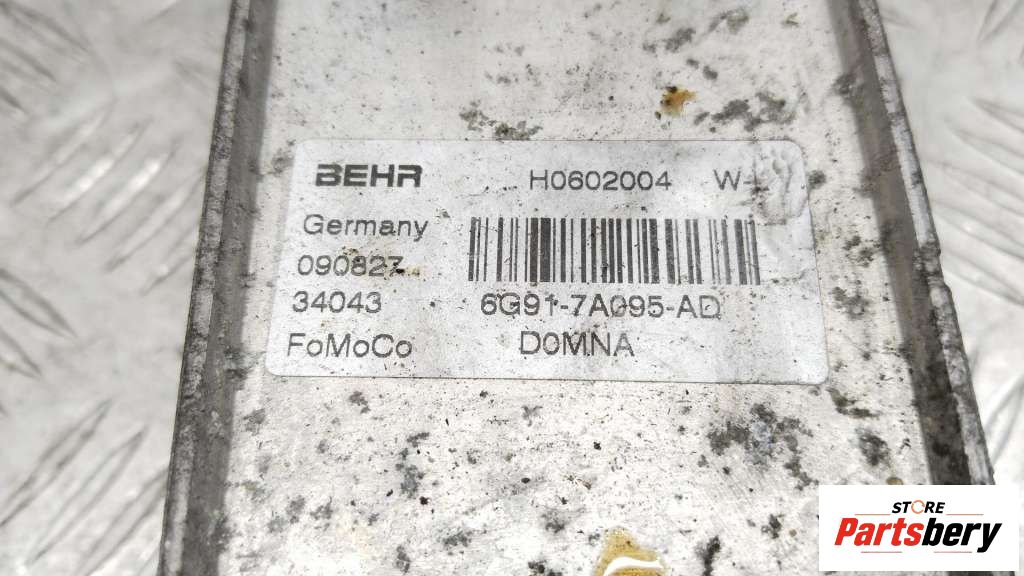 BEHR H0602004 W-
Germany
090827
34043 6G91-7A095-AD
FoMoCo D0MNA
STORE
Partsbery